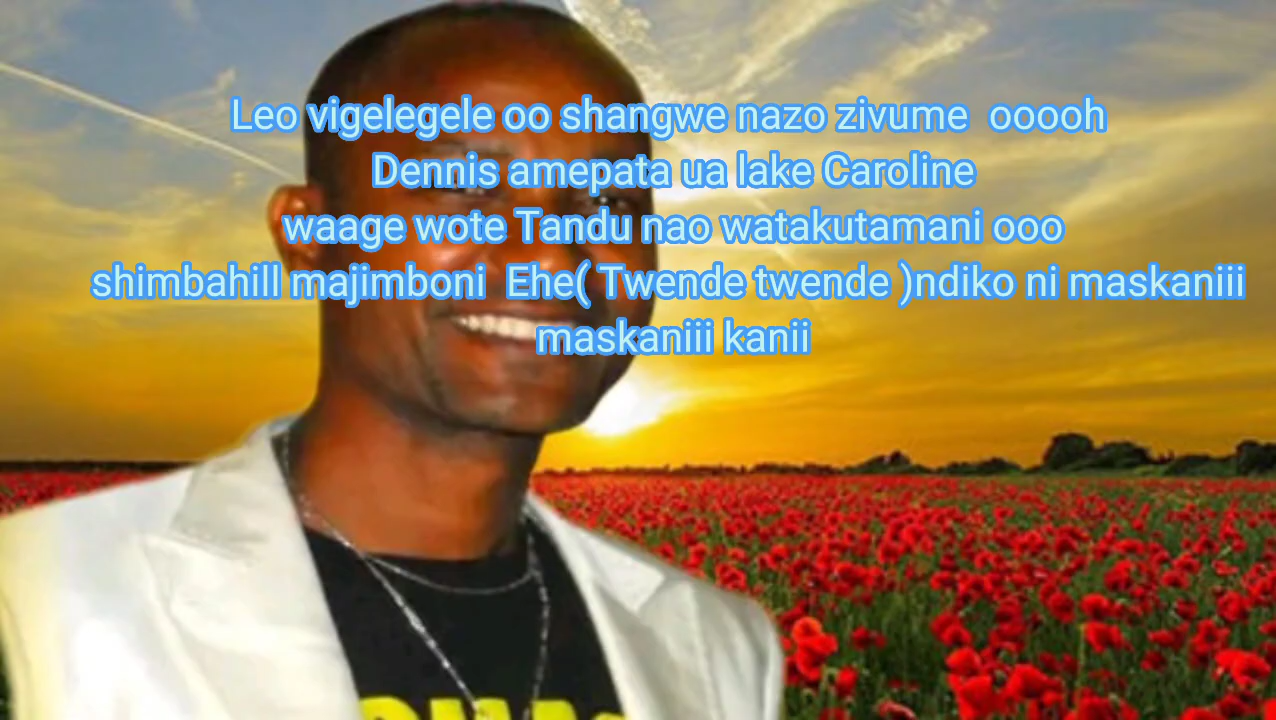 Leo vigelegele oo shangwe nazo zivume  ooooh
Dennis amepata ua lake Caroline
waage wote Tandu nao watakutamani ooo
shimbahill majimboni  Ehe( Twende twende )ndiko ni maskaniii
maskaniii kanii